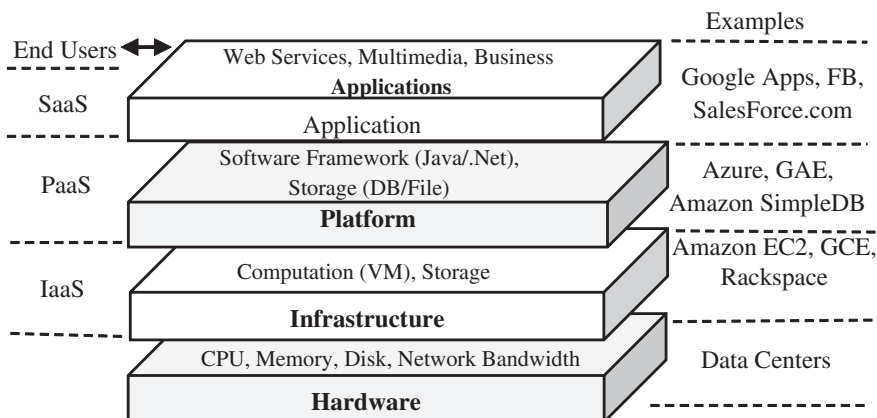 Examples
End Users
Web Services, Multimedia, Business
Applications
Application
SaaS
Google Apps, FB,
SalesForce.com
PaaS
Software Framework (Java/.Net),
Storage (DB/File)
Platform
Azure, GAE,
Amazon SimpleDB
IaaS
Computation (VM), Storage
Infrastructure
Amazon EC2, GCE,
Rackspace
CPU, Memory, Disk, Network Bandwidth
Hardware
Data Centers